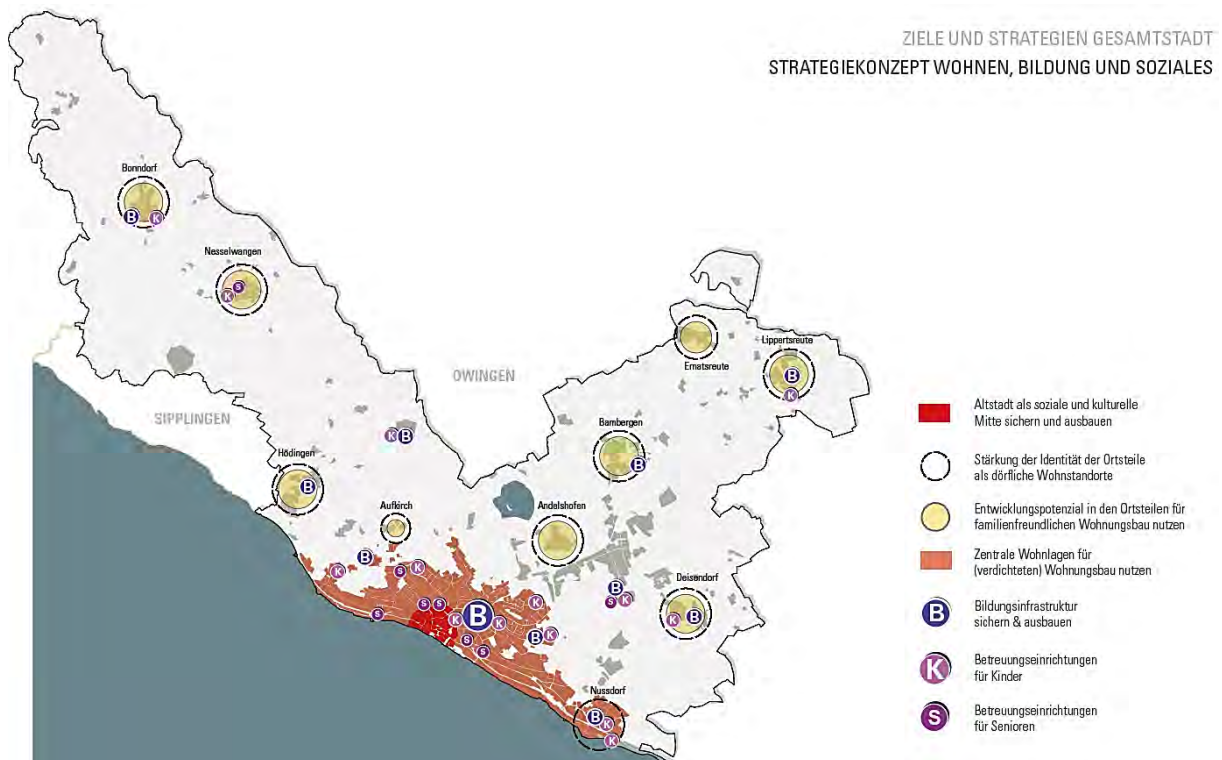 ZIELE UND STRATEGIEN GESAMTSTADT
STRATEGIEKONZEPT WOHNEN, BILDUNG UND SOZIALES
Bonndorf
B
K
Nesselwangen
S
K
OWINGEN
SIPPLINGEN
Ernatsreute
Lippertsreute
B
K
K
B
Bambergen
B
Hödingen
B
Aufkirch
Andelshofen
B
K
S
K
B
S
K
Deisendorf
K
B
S
S
S
K
B
K
K
B
K
S
S
Nussdorf
B
K
K
Altstadt als soziale und kulturelle
Mitte sichern und ausbauen
Stärkung der Identität der Ortsteile
als dörfliche Wohnstandorte
Entwicklungspotenzial in den Ortsteilen für
familienfreundlichen Wohnungsbau nutzen
Zentrale Wohnlagen für
(verdichteten) Wohnungsbau nutzen
B
Bildungsinfrastruktur
sichern & ausbauen
K
Betreuungseinrichtungen
für Kinder
S
Betreuungseinrichtungen
für Senioren